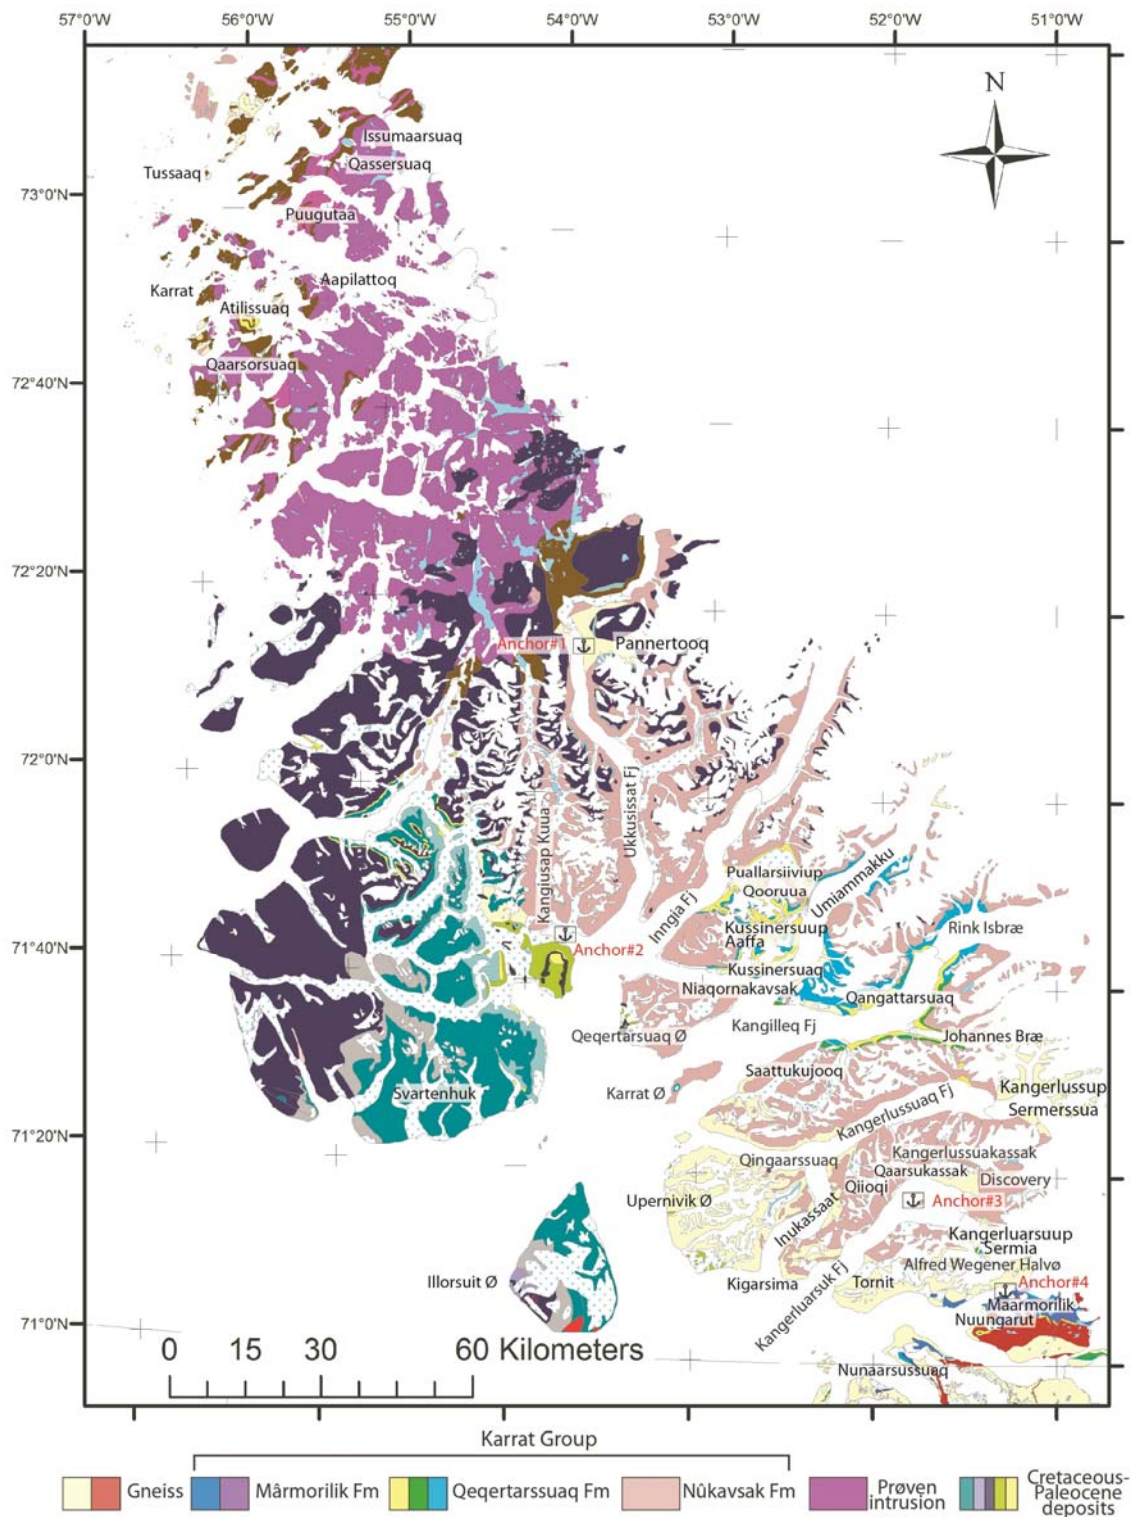 57°0'W 56°0'W 55°0'W 54°0'W 53°0'W 52°0'W 51°0'W
N
Issumaarsuaq
Qassersuaq
Tussaaq
73°0'N
Puugutaa
Aapilattoq
Karrat
Atilissuaq
Qaarsorsuaq
72°40'N
72°20'N
Anchor#1
Pannertooq
72°0'N
Kangiusap Kuua
Ukkusissat Fj
Puallarsiiviup
Qooruua
Umiammakku
Inngia Fj
Kussinersuup
Aaffa
Rink Isbræ
71°40'N
Anchor#2
Kussinersuaq
Niaqornakavsak
Qangattarsuaq
Kangilleq Fj
Qeqertarsuaq Ø
Johannes Bræ
Saattukujooq
Svartenhuk
Karrat Ø
Kangerlussup
Sermerssua
Kangerlussuaq Fj
71°20'N
Kangerlussuakassak
Qingaarssuaq
Qaarsukassak
Qiioqi
Discovery
Upernivik Ø
Inukassaat
Anchor#3
Kangerluarsuup
Sermia
Alfred Wegener Halvø
Illorsuit Ø
Kigarsima
Tornit
Anchor#4
Kangerluarsuk Fj
Maarmorilik
Nuungarut
71°0'N
Nunaarsussuaq
0 15 30 60 Kilometers
Karrat Group
Gneiss
Mârmorilik Fm
Qeqertarssuaq Fm
Nûkavsak Fm
Prøven
intrusion
Cretaceous-
Paleocene
deposits